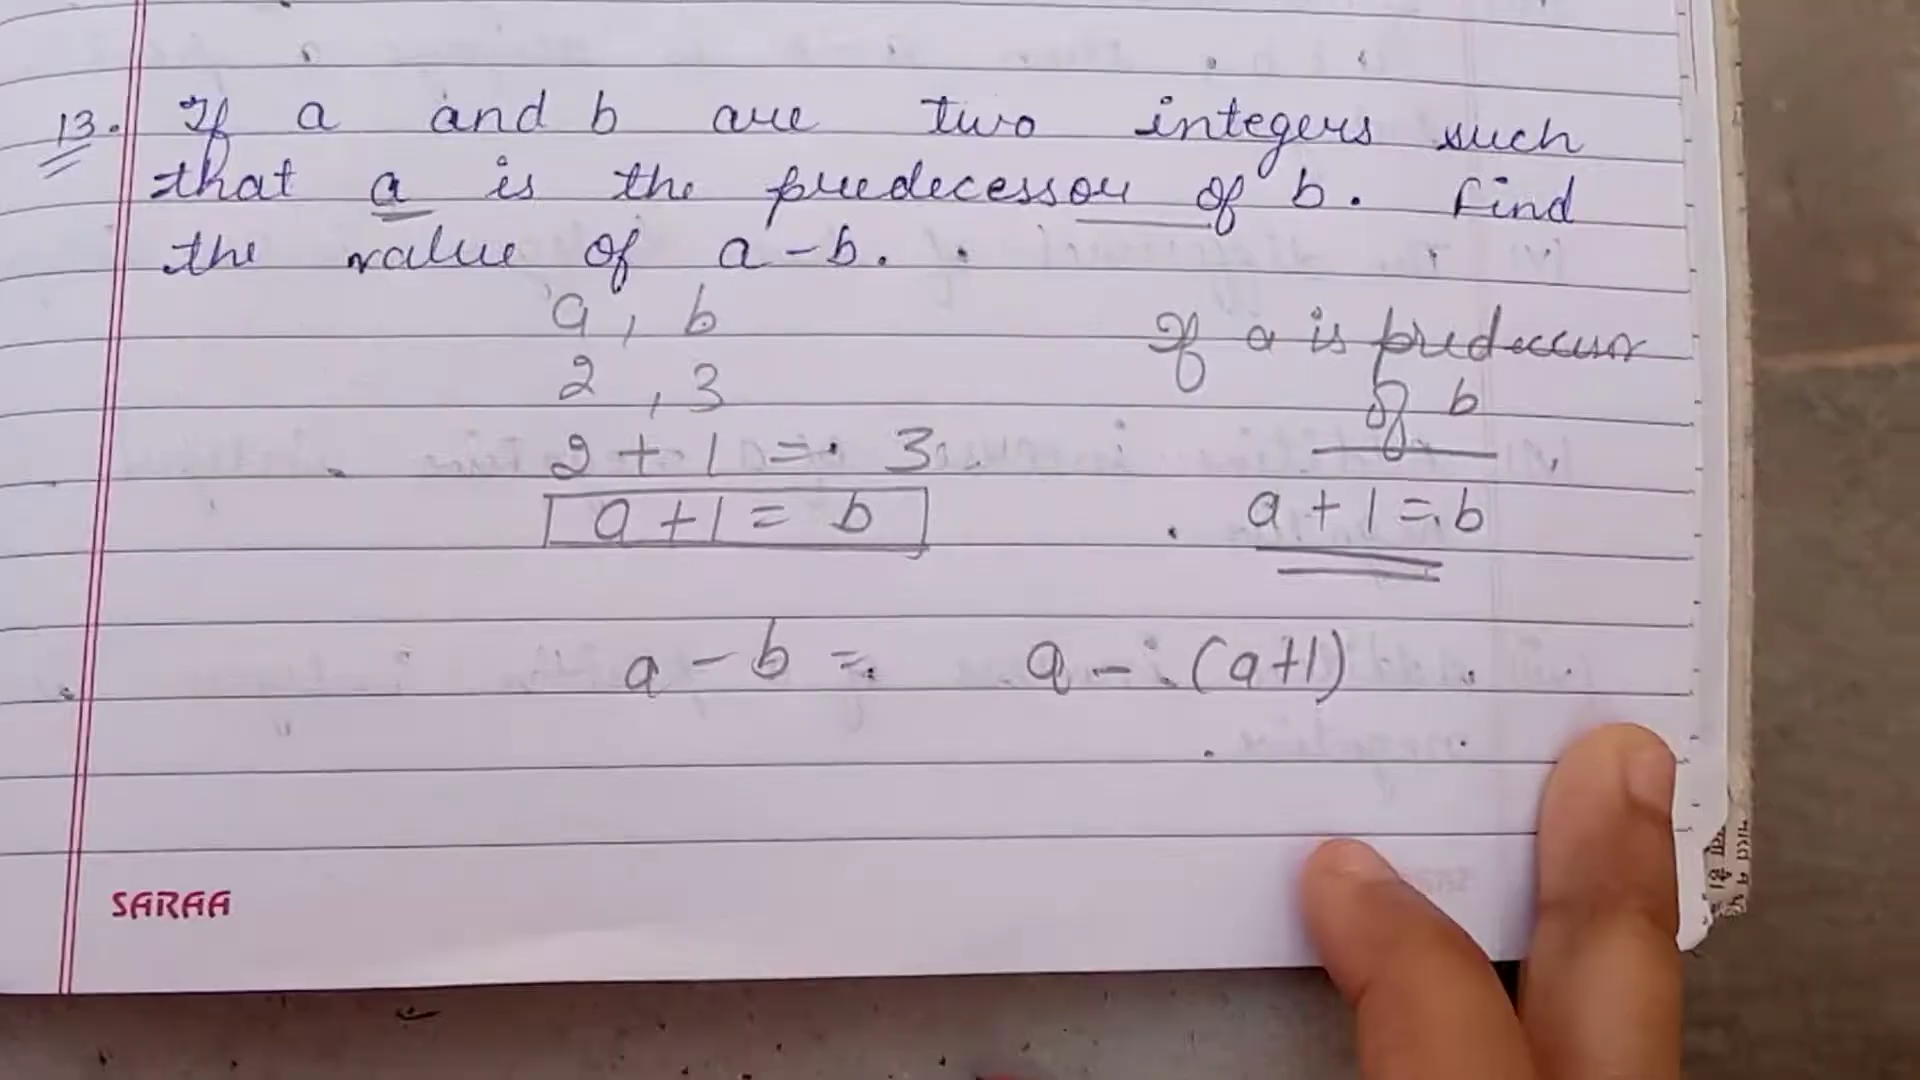 13. If a and b are two integers such
that a is the predecessor of b. Find
the value of a-b.
a, b
If a is predecessor
2, 3
of b
2+1 = 3
a+1 = b
a+1 = b
a-b = a - (a+1)
SARAA